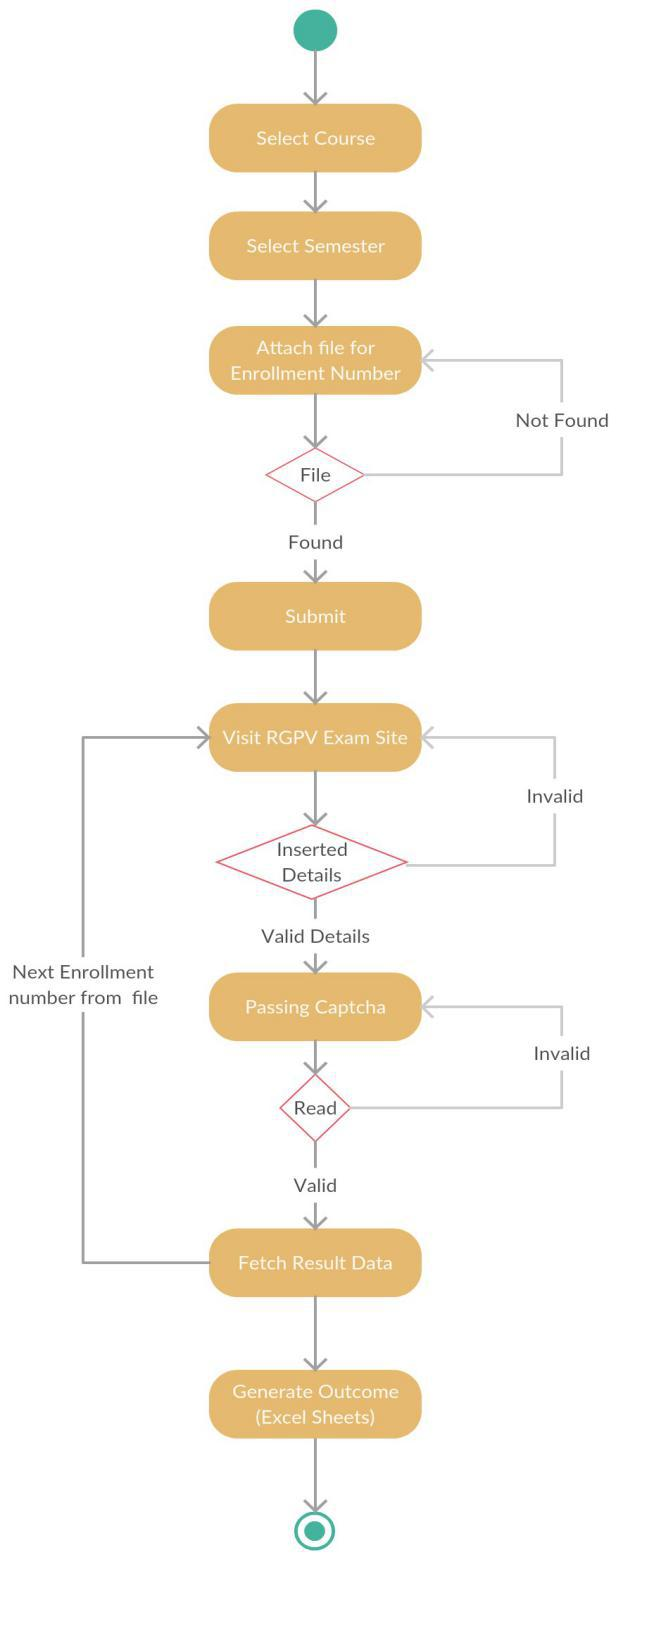 Select Course
Select Semester
Attach file for
Enrollment Number
Not Found
File
Found
Submit
Visit RGPV Exam Site
Invalid
Inserted
Details
Valid Details
Next Enrollment
number from  file
Passing Captcha
Invalid
Read
Valid
Fetch Result Data
Generate Outcome
(Excel Sheets)